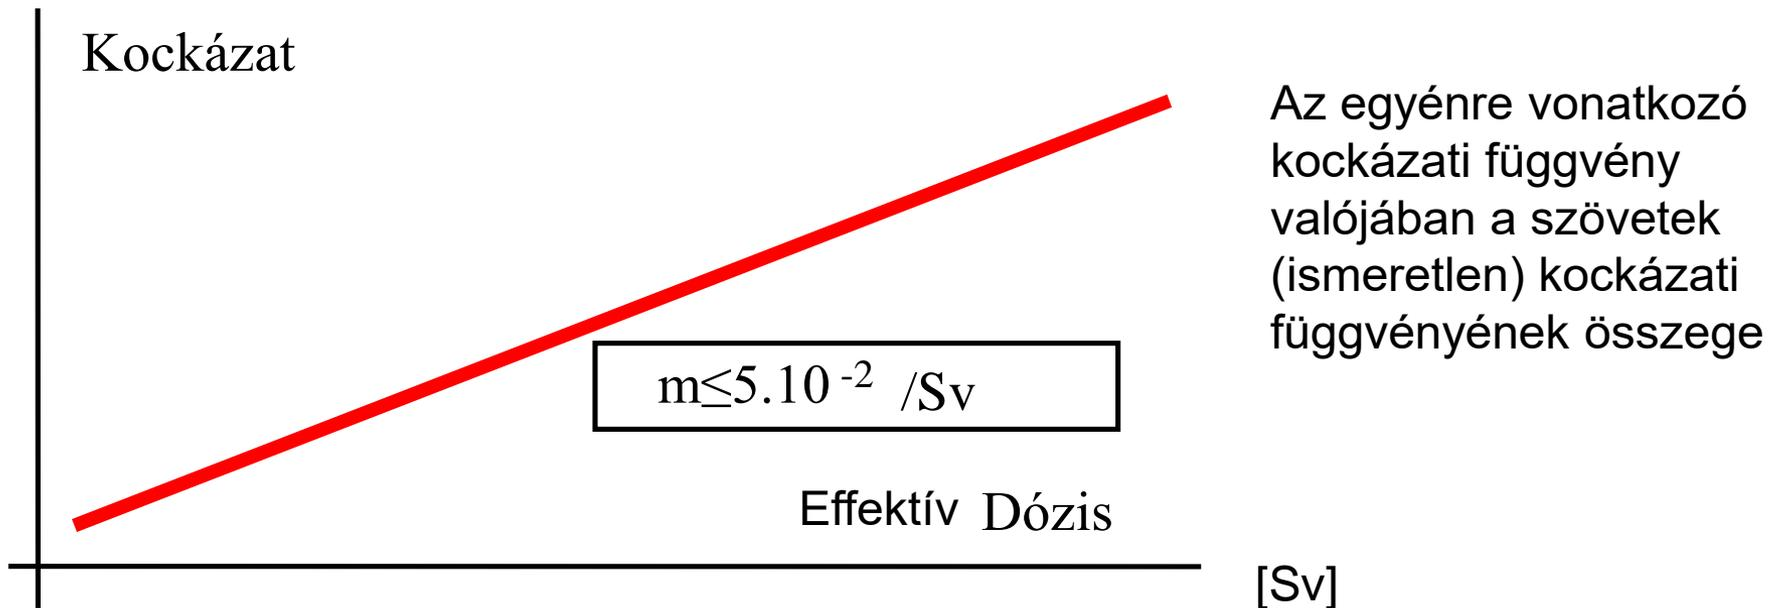 Kockázat
Az egyénre vonatkozó
kockázati függvény
valójában a szövetek
(ismeretlen) kockázati
függvényének összege
m≤5.10 -2 /Sv
Effektív Dózis
[Sv]